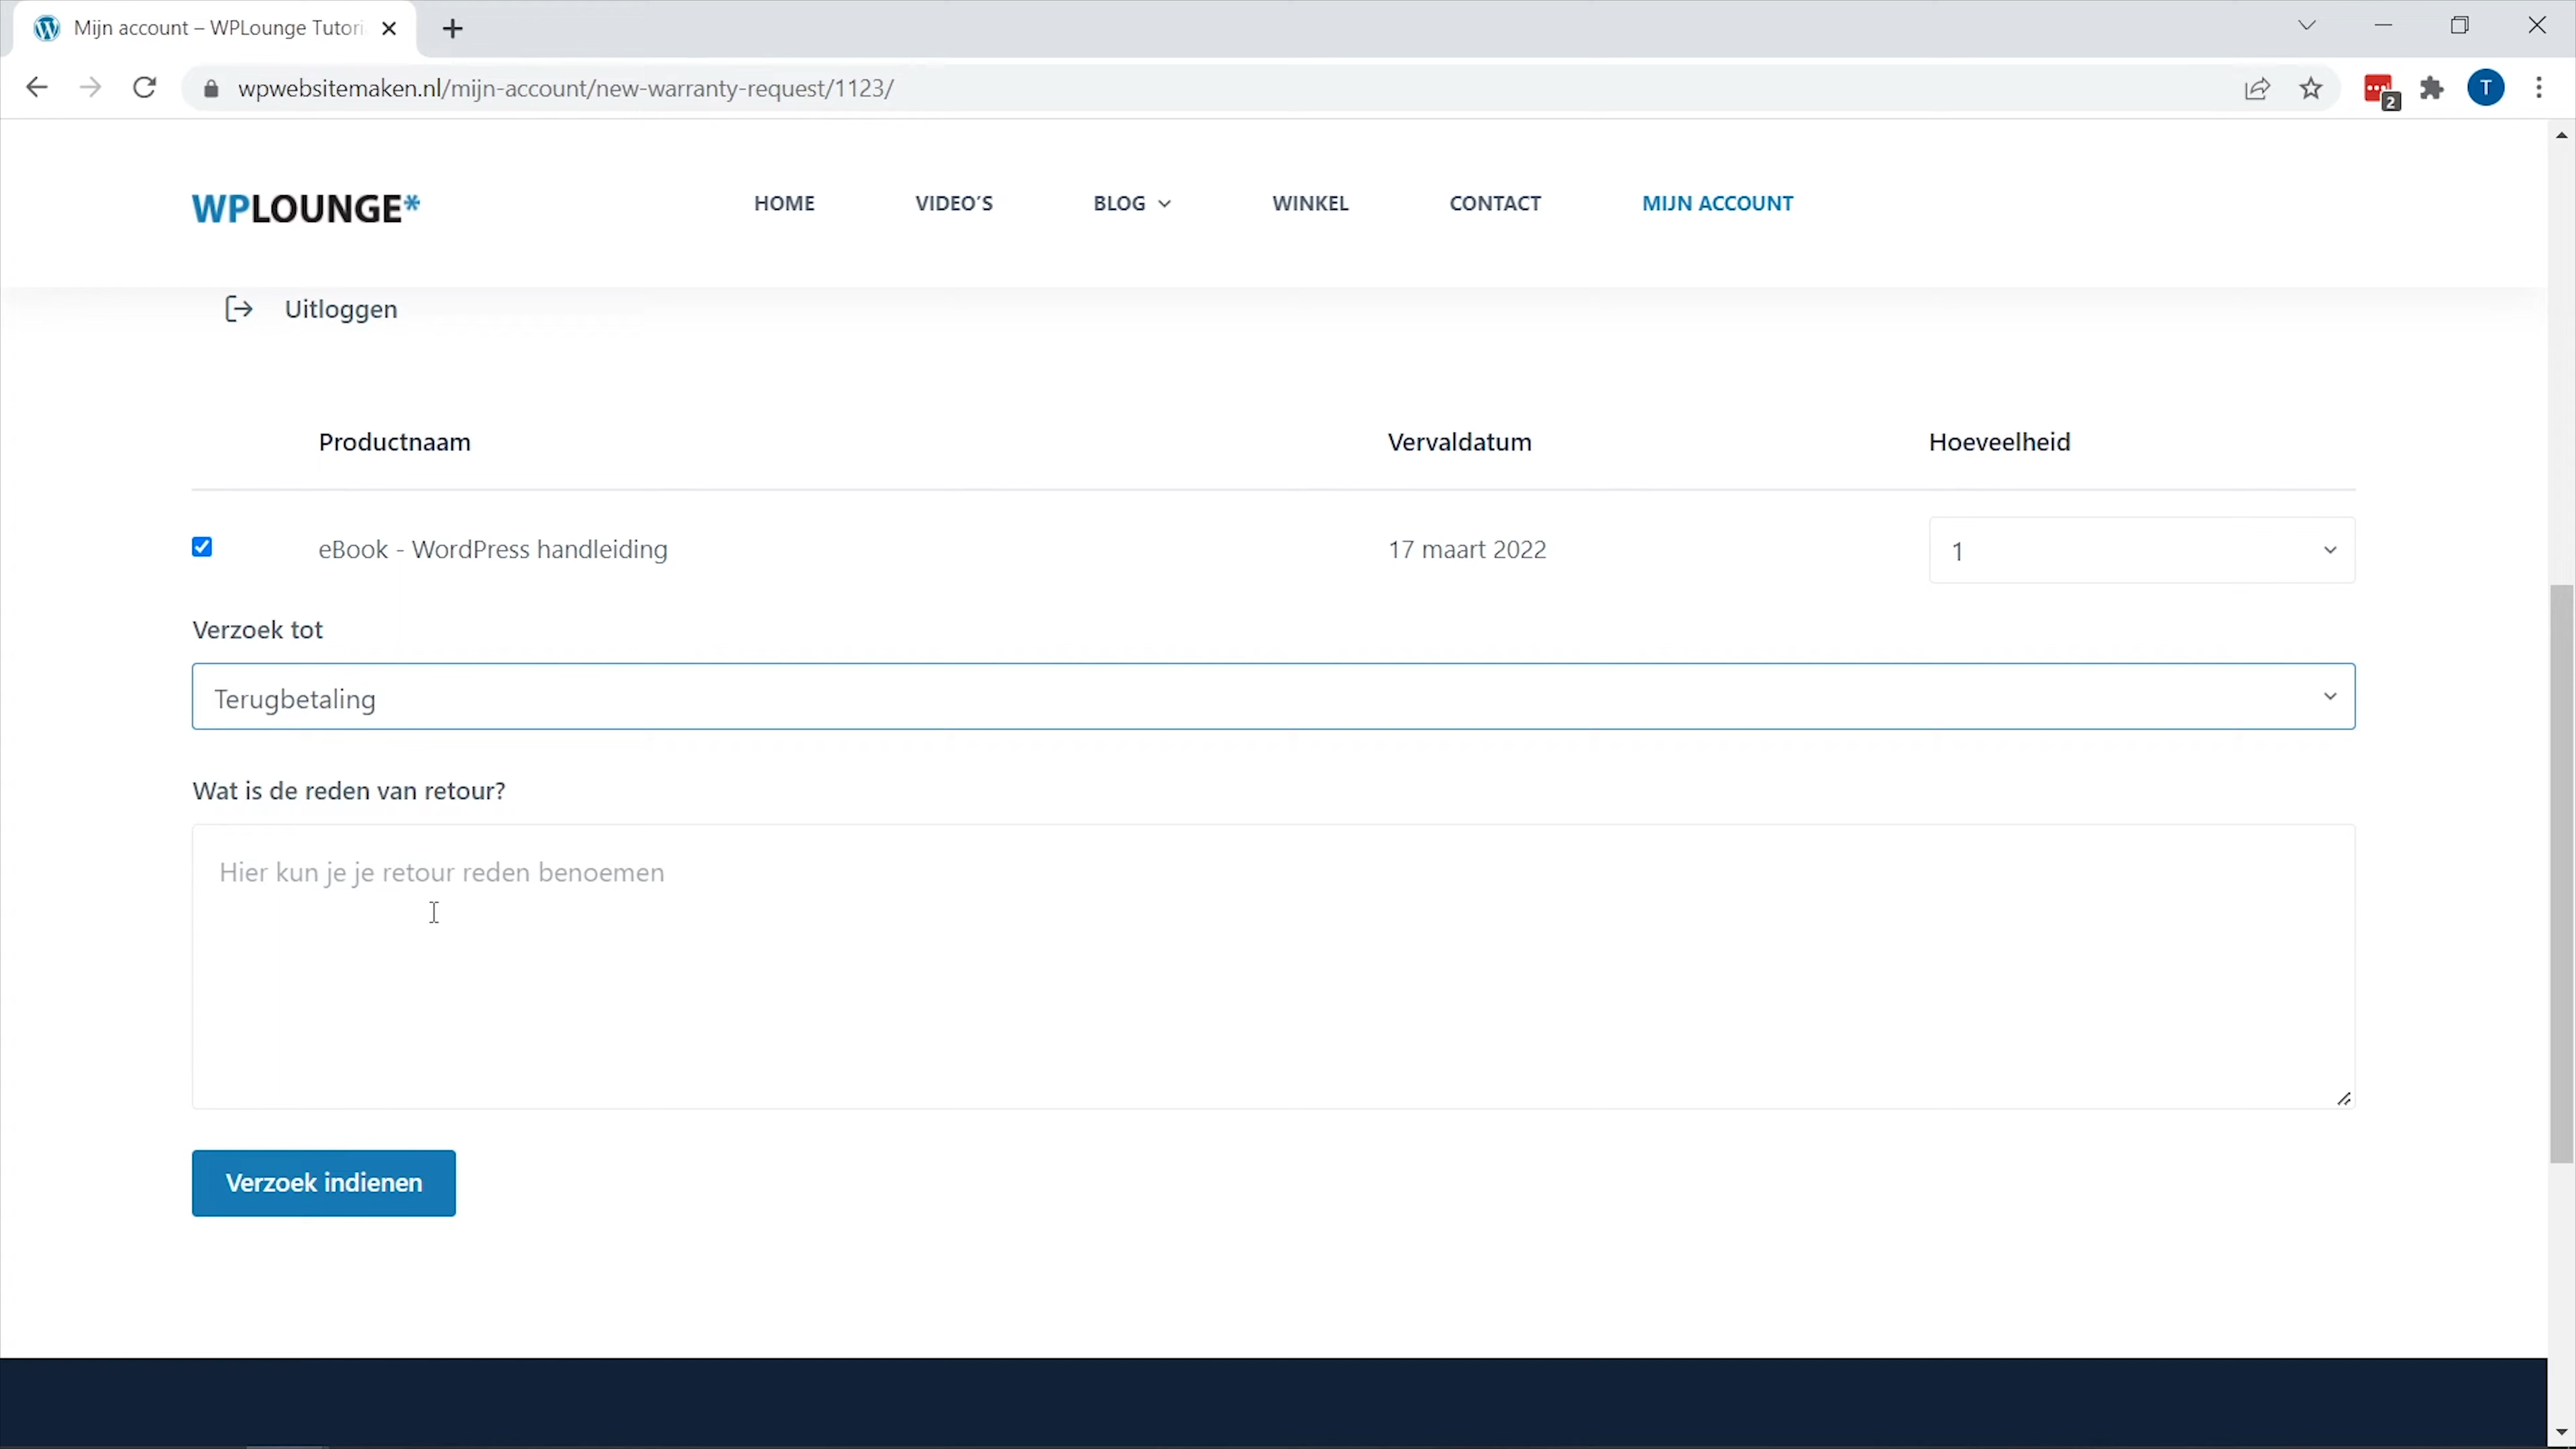 Mijn account – WPLounge Tutori
wpwebsitemaken.nl/mijn-account/new-warranty-request/1123/
2
T
WPLOUNGE*
HOME
VIDEO'S
BLOG
WINKEL
CONTACT
MIJN ACCOUNT
Uitloggen
Productnaam
Vervaldatum
Hoeveelheid
eBook - WordPress handleiding
17 maart 2022
1
Verzoek tot
Terugbetaling
Wat is de reden van retour?
Hier kun je je retour reden benoemen
Verzoek indienen